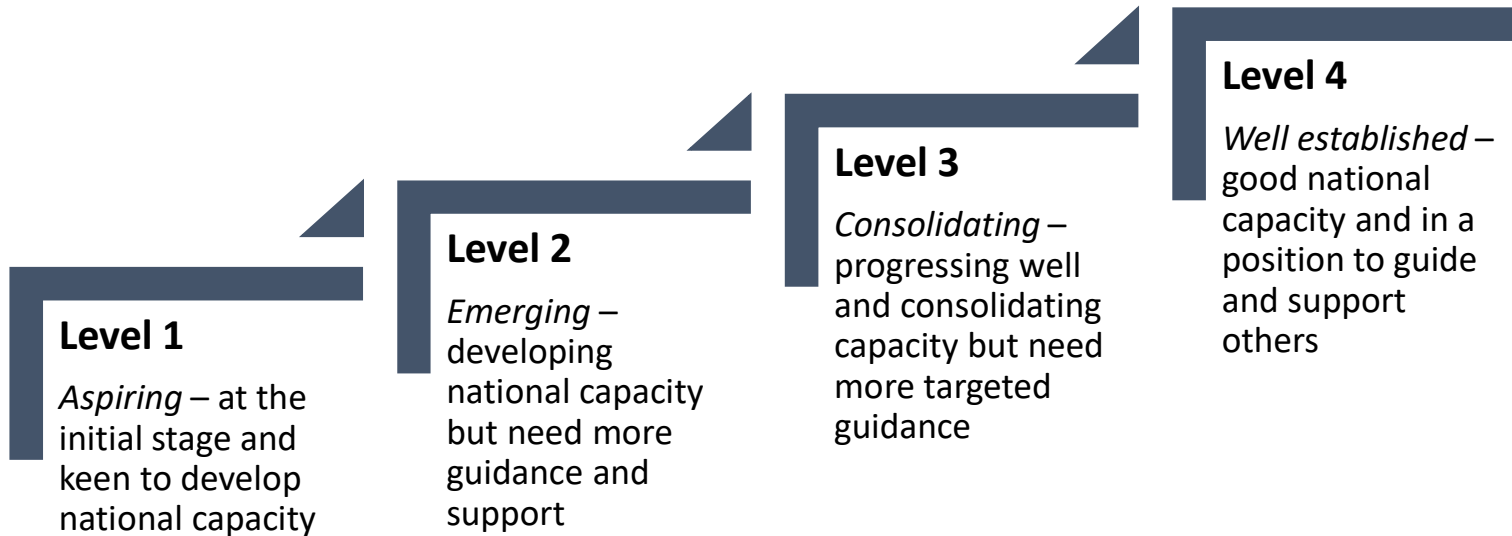 Level 1
Aspiring – at the
initial stage and
keen to develop
national capacity
Level 2
Emerging –
developing
national capacity
but need more
guidance and
support
Level 3
Consolidating –
progressing well
and consolidating
capacity but need
more targeted
guidance
Level 4
Well established –
good national
capacity and in a
position to guide
and support
others